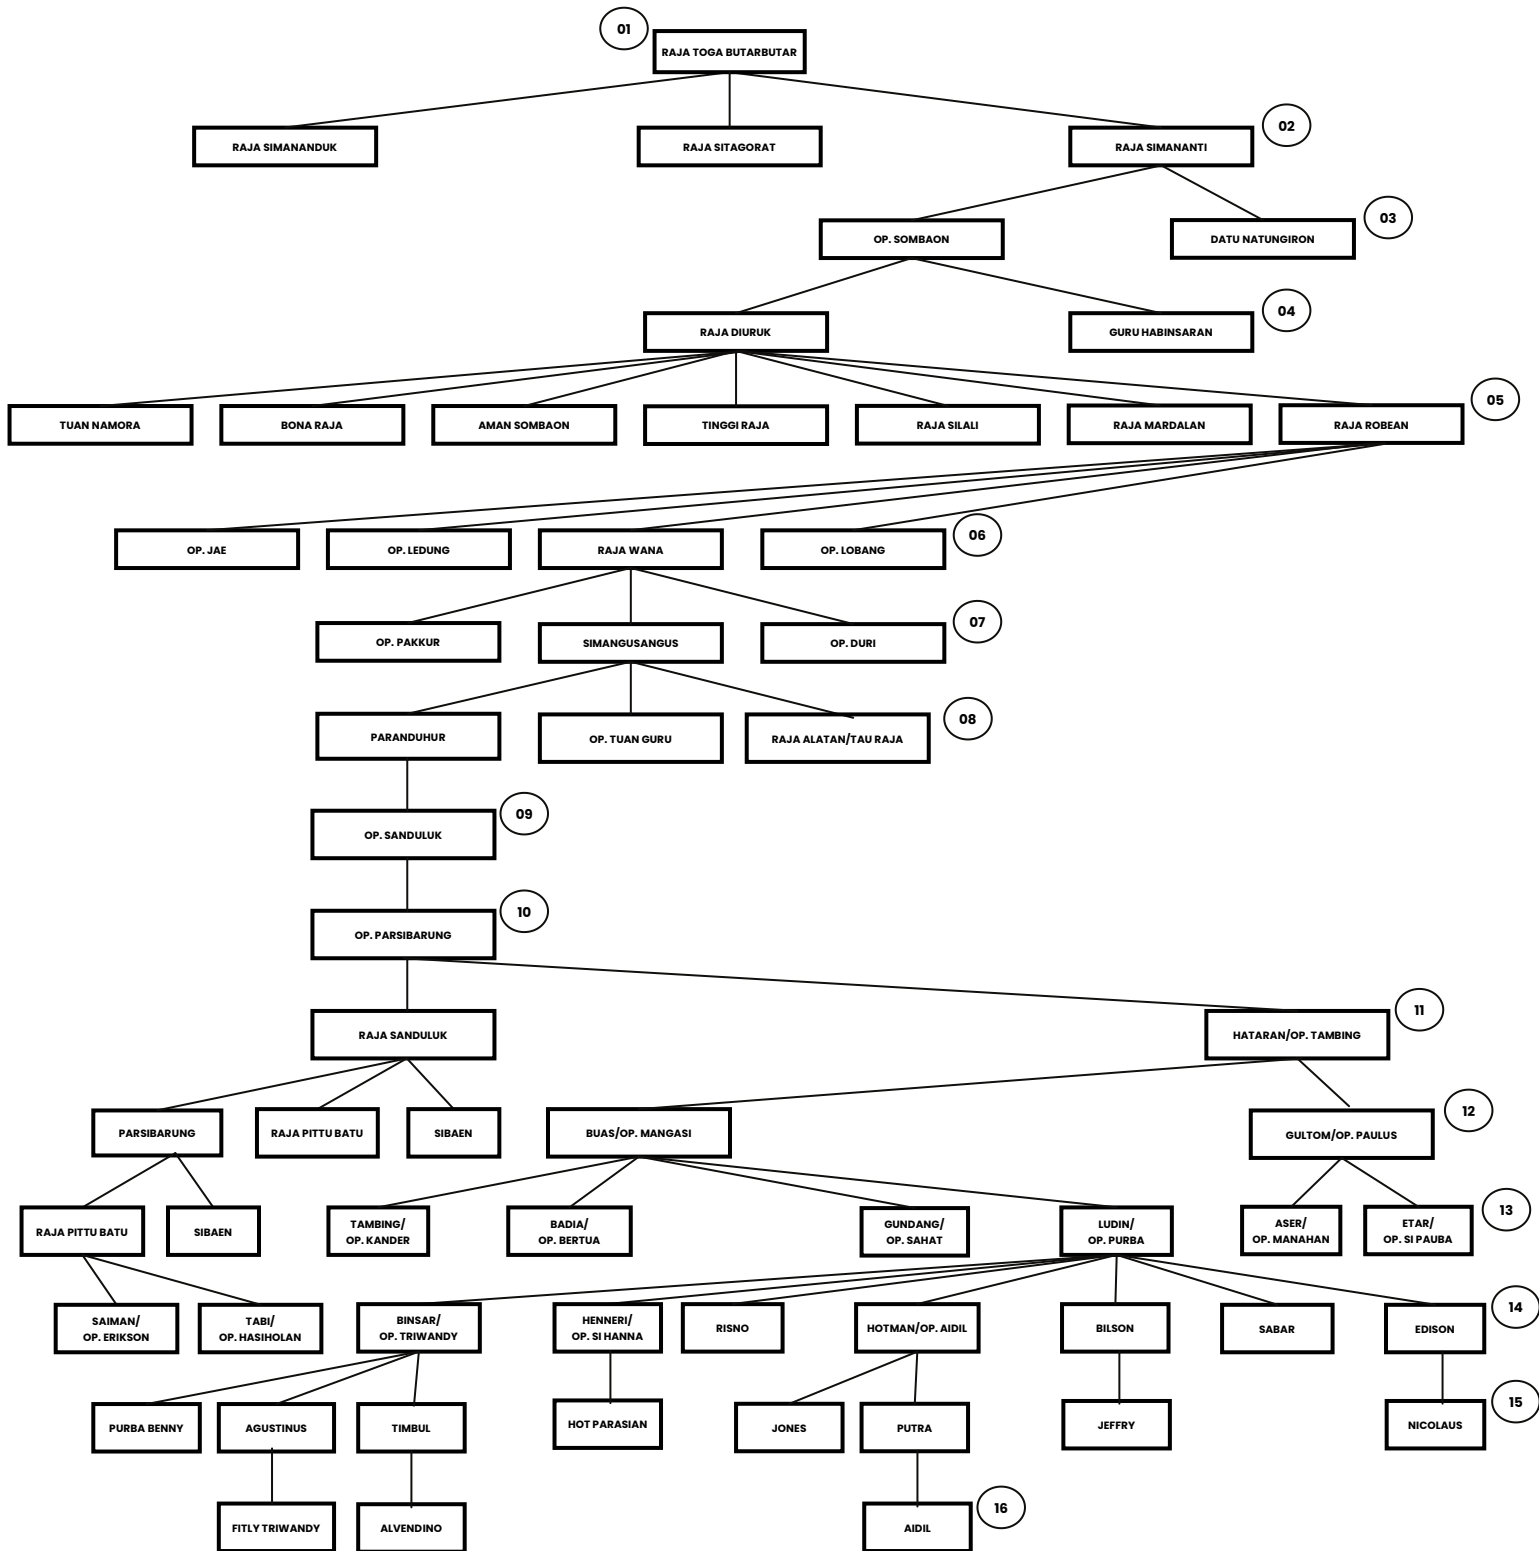 01
RAJA TOGA BUTARBUTAR
02
RAJA SIMANANDUK
RAJA SITAGORAT
RAJA SIMANANTI
03
OP. SOMBAON
DATU NATUNGIRON
04
RAJA DIURUK
GURU HABINSARAN
05
TUAN NAMORA
BONA RAJA
AMAN SOMBAON
TINGGI RAJA
RAJA SILALI
RAJA MARDALAN
RAJA ROBEAN
06
OP. JAE
OP. LEDUNG
RAJA WANA
OP. LOBANG
07
OP. PAKKUR
SIMANGUSANGUS
OP. DURI
08
PARANDUHUR
OP. TUAN GURU
RAJA ALATAN/TAU RAJA
09
OP. SANDULUK
10
OP. PARSIBARUNG
11
RAJA SANDULUK
HATARAN/OP. TAMBING
12
PARSIBARUNG
RAJA PITTU BATU
SIBAEN
BUAS/OP. MANGASI
GULTOM/OP. PAULUS
13
RAJA PITTU BATU
SIBAEN
TAMBING/
OP. KANDER
BADIA/
OP. BERTUA
GUNDANG/
OP. SAHAT
LUDIN/
OP. PURBA
ASER/
OP. MANAHAN
ETAR/
OP. SI PAUBA
14
SAIMAN/
OP. ERIKSON
TABI/
OP. HASIHOLAN
BINSAR/
OP. TRIWANDY
HENNERI/
OP. SI HANNA
RISNO
HOTMAN/OP. AIDIL
BILSON
SABAR
EDISON
15
PURBA BENNY
AGUSTINUS
TIMBUL
HOT PARASIAN
JONES
PUTRA
JEFFRY
NICOLAUS
16
FITLY TRIWANDY
ALVENDINO
AIDIL